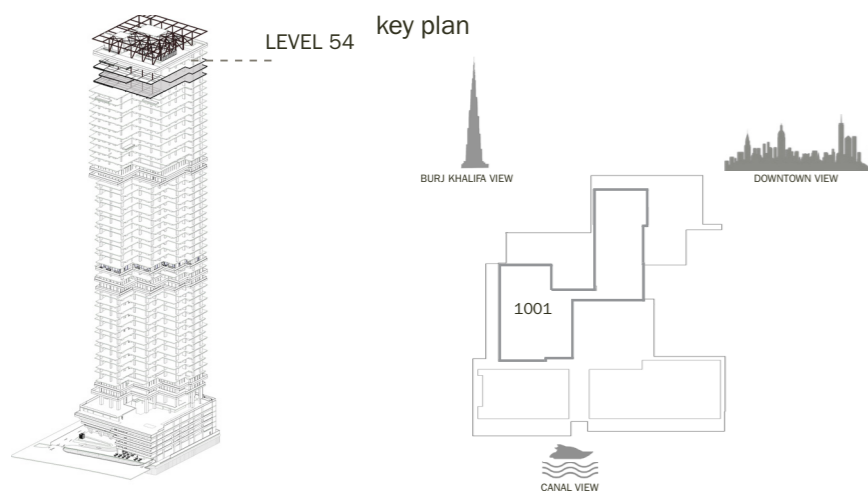 key plan
LEVEL 54
BURJ KHALIFA VIEW
DOWNTOWN VIEW
1001
CANAL VIEW